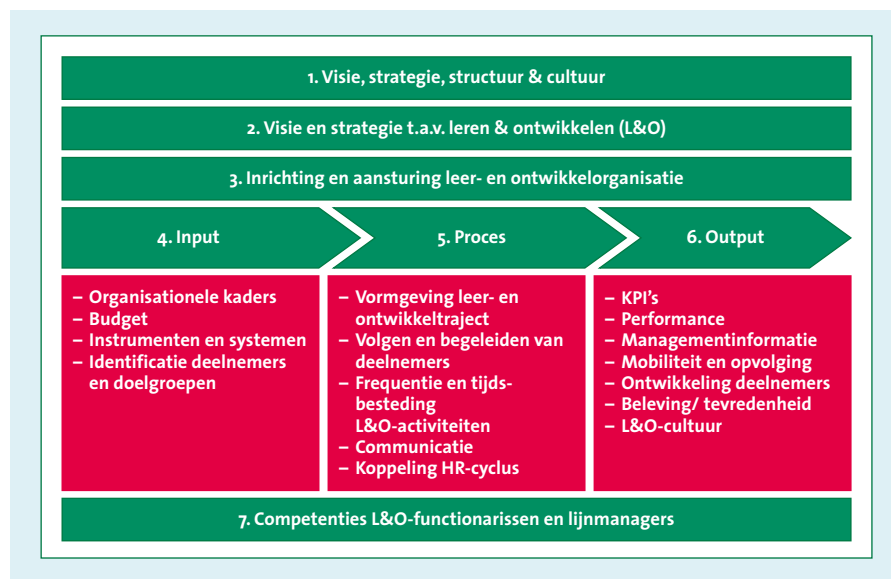 1. Visie, strategie, structuur & cultuur
2. Visie en strategie t.a.v. leren & ontwikkelen (L&O)
3. Inrichting en aansturing leer- en ontwikkelorganisatie
4. Input
5. Proces
6. Output
– Organisationele kaders
– Budget
– Instrumenten en systemen
– Identificatie deelnemers
en doelgroepen
– Vormgeving leer- en
ontwikkeltraject
– Volgen en begeleiden van
deelnemers
– Frequentie en tijds-
besteding
L&O-activiteiten
– Communicatie
– Koppeling HR-cyclus
– KPI’s
– Performance
– Managementinformatie
– Mobiliteit en opvolging
– Ontwikkeling deelnemers
– Beleving/ tevredenheid
– L&O-cultuur
7. Competenties L&O-functionarissen en lijnmanagers